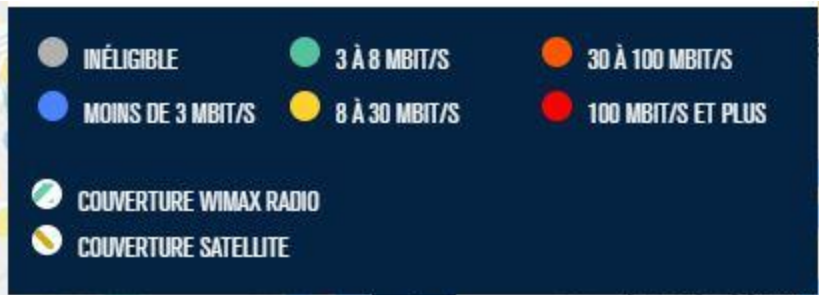 INÉLIGIBLE
3 À 8 MBIT/S
30 À 100 MBIT/S
MOINS DE 3 MBIT/S
8 À 30 MBIT/S
100 MBIT/S ET PLUS
COUVERTURE WIMAX RADIO
COUVERTURE SATELLITE